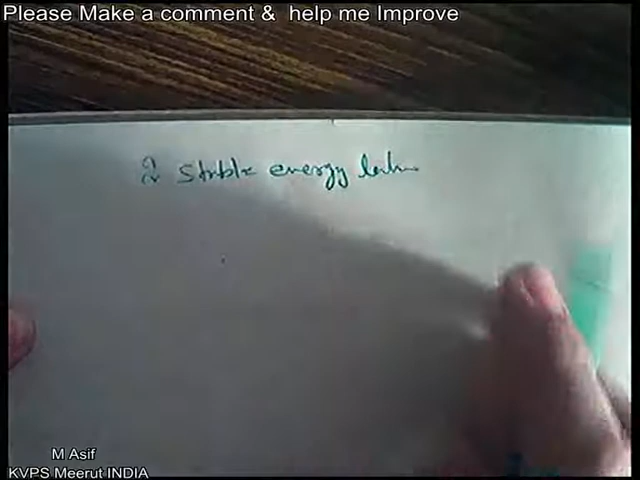 Please Make a comment & help me Improve
2 stable energy
M Asif
KVPS Meerut INDIA